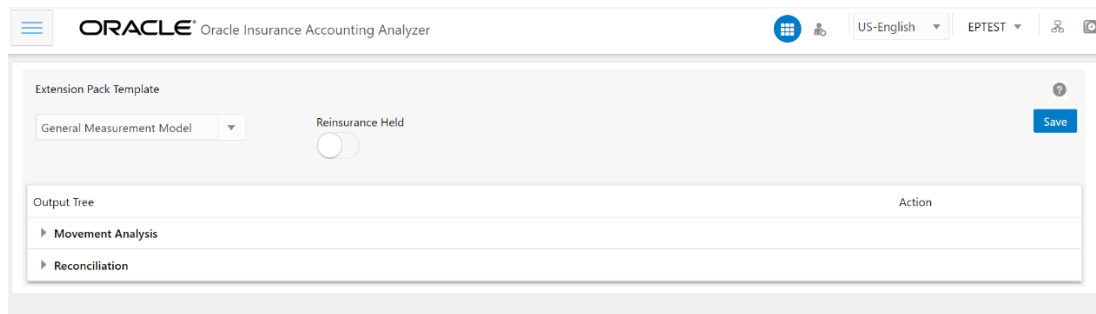 ORACLE® Oracle Insurance Accounting Analyzer
US-English
EPTEST
Extension Pack Template
General Measurement Model
Reinsurance Held
Save
Output Tree
Action
Movement Analysis
Reconciliation